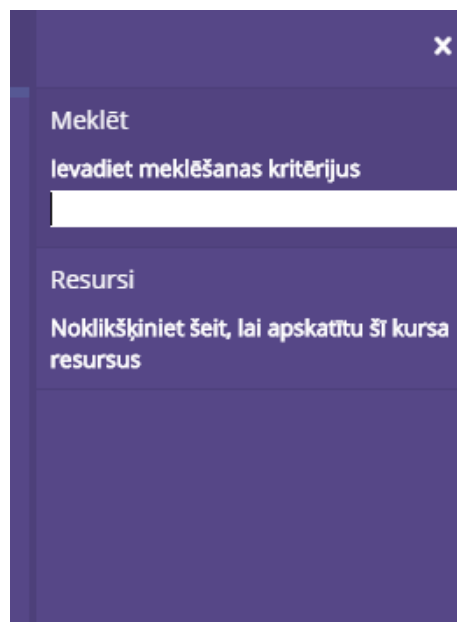 Meklēt
Ievadiet meklēšanas kritērijus
Resursi
Noklikšķiniet šeit, lai apskatītu šī kursa
resursus